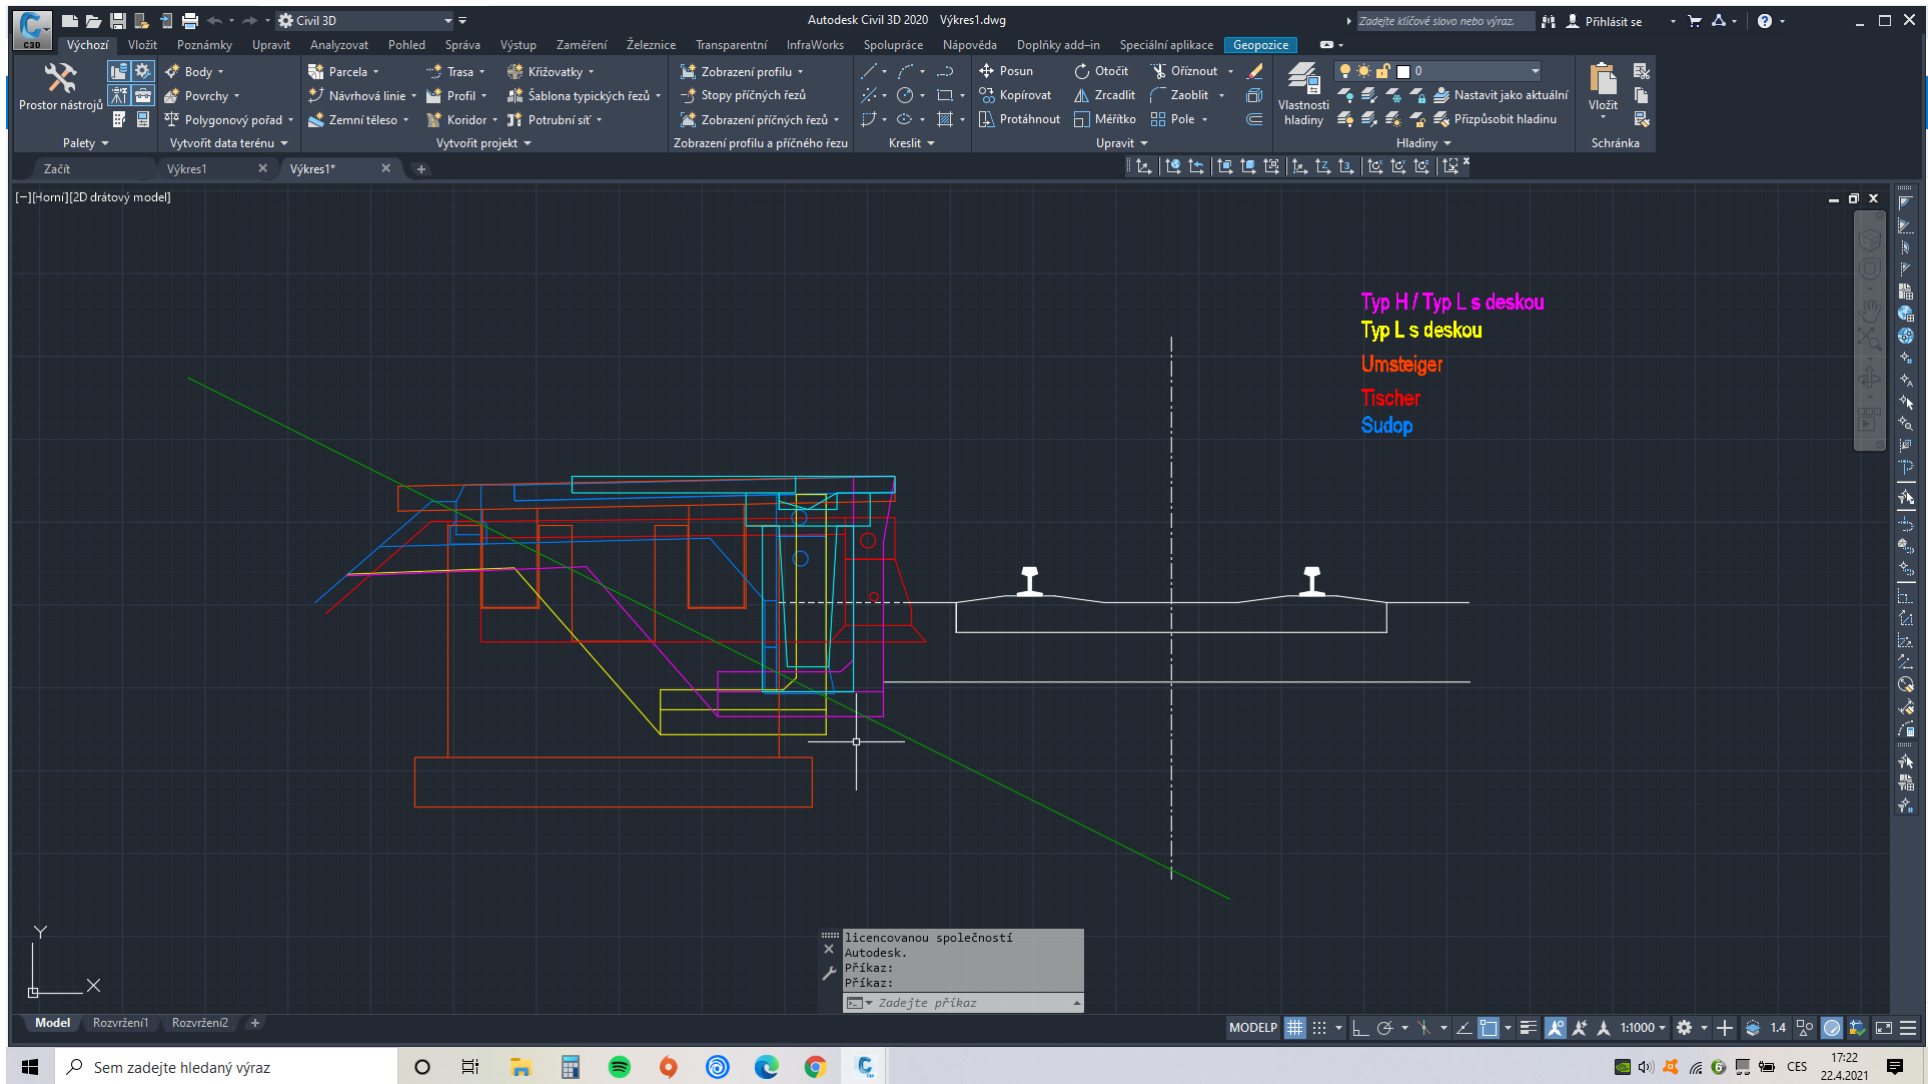 Civil 3D
Autodesk Civil 3D 2020 Výkres1.dwg
Zadejte klíčové slovo nebo výraz.
Přihlásit se
C3D
Výchozí Vložit Poznámky Upravit Analyzovat Pohled Správa Výstup Zaměření Železnice Transparentní InfraWorks Spolupráce Nápověda Doplňky add-in Speciální aplikace Geopozice
Body Parcela Trasa Křižovatky Zobrazení profilu Posun Otočit Oříznout 0
Prostor nástrojů Povrchy Návrhová linie Profil Šablona typických řezů Stopy příčných řezů Kopírovat Zrcadlit Zaoblit Vlastnosti hladiny Nastavit jako aktuální Vložit
Polygonový pořad Zemní těleso Koridor Potrubní síť Zobrazení příčných řezů Protáhnout Měřítko Pole Přizpůsobit hladinu
Palety Vytvořit data terénu Vytvořit projekt Zobrazení profilu a příčného řezu Kreslit Upravit Hladiny Schránka
Začít Výkres1 Výkres1*
[−][Horní][2D drátový model]
Typ H / Typ L s deskou
Typ L s deskou
Umsteiger
Tischer
Sudop
Y
X
licencovanou společností
Autodesk.
Příkaz:
Příkaz:
Zadejte příkaz
Model Rozvržení1 Rozvržení2
MODELP 1:1000 1.4
Sem zadejte hledaný výraz
CES
17:22
22.4.2021